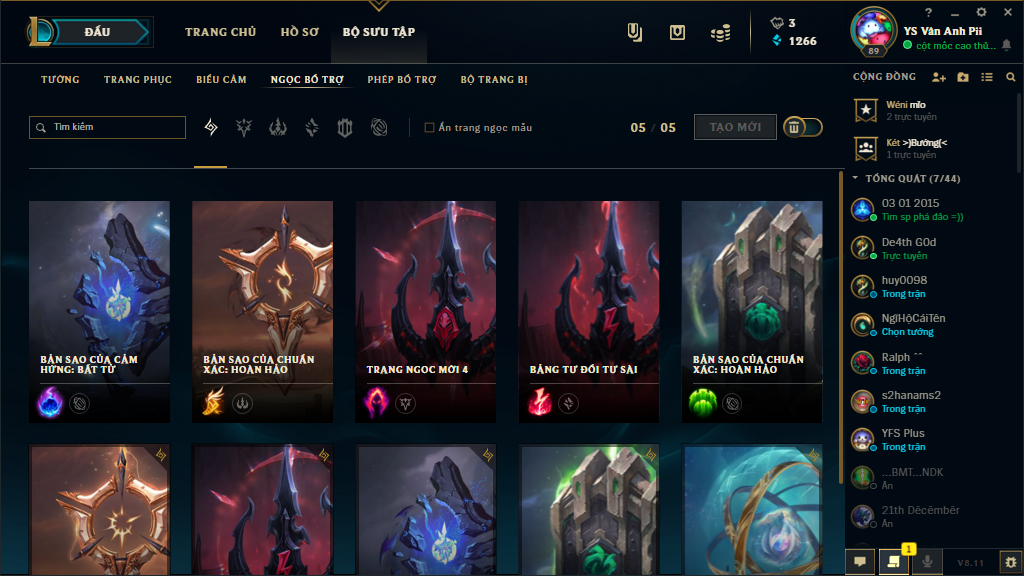 ĐẤU
TRANG CHỦ
HỒ SƠ
BỘ SƯU TẬP
3
1266
89
YS Vân Anh Pii
cột mốc cao thủ...
TƯỚNG
TRANG PHỤC
BIỂU CẢM
NGỌC BỔ TRỢ
PHÉP BỔ TRỢ
BỘ TRANG BỊ
CỘNG ĐỒNG
Tìm kiếm
Ẩn trang ngọc mẫu
05 / 05
TẠO MỚI
Wéni mlo
2 trực tuyến
Két >)Bướng(<
1 trực tuyến
TỔNG QUÁT (7/44)
03 01 2015
Tìm sp phá đảo =))
De4th G0d
Trực tuyến
huy0098
Trong trận
NgĩHộCáiTên
Chọn tướng
Ralph ^^
Trong trận
s2hanams2
Trong trận
YFS Plus
Trong trận
...BMT...NDK
Ẩn
21th Dêcêmbêr
Ẩn
BẢN SAO CỦA CẢM
HỨNG: BẤT TỬ
BẢN SAO CỦA CHUẨN
XÁC: HOÀN HẢO
TRANG NGỌC MỚI 4
BẢNG TƯ ĐỐI TƯ SẠI
BẢN SAO CỦA CHUẨN
XÁC: HOÀN HẢO
1
V8.11